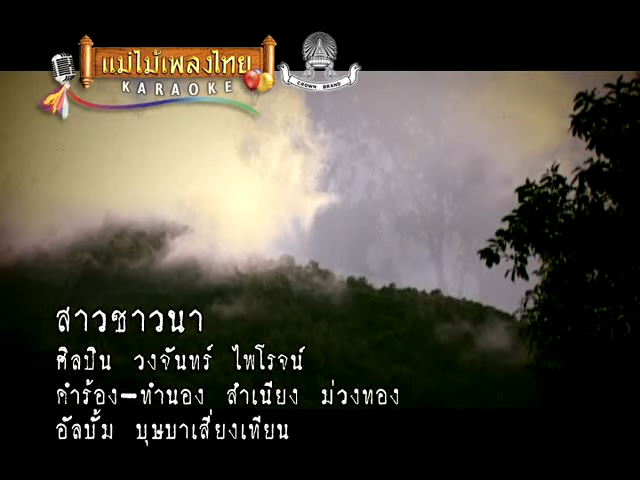 แม่ไม้เพลงไทย
KARAOKE
CROWN BRAND
สาวชาวนา
ศิลปิน วงจันทร์ ไพโรจน์
คำร้อง-ทำนอง สำเนียง ม่วงทอง
อัลบั้ม บุษบาเสี่ยงเทียน